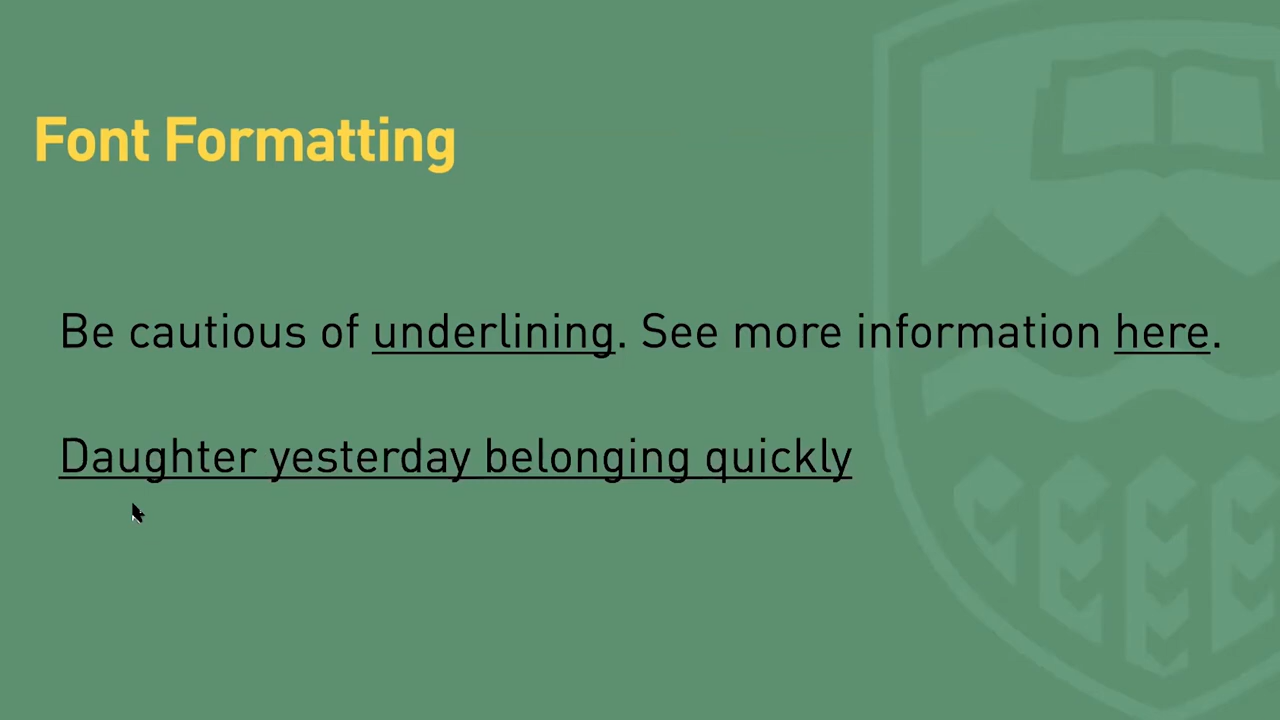 Font Formatting
Be cautious of underlining. See more information here.
Daughter yesterday belonging quickly